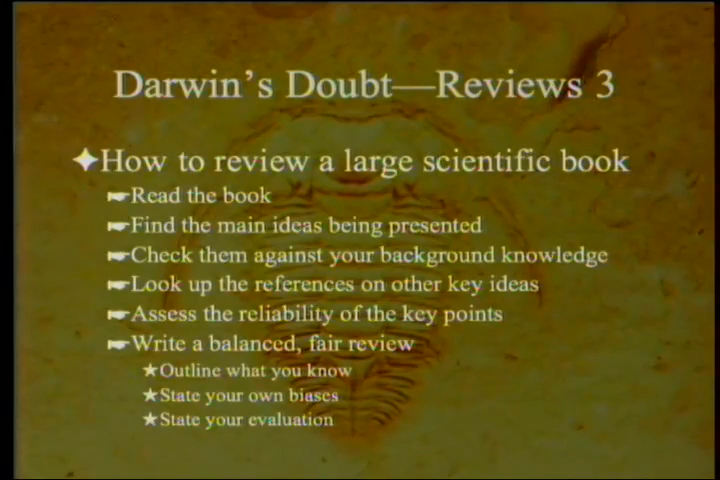 Darwin's Doubt—Reviews 3
How to review a large scientific book
Read the book
Find the main ideas being presented
Check them against your background knowledge
Look up the references on other key ideas
Assess the reliability of the key points
Write a balanced, fair review
Outline what you know
State your own biases
State your evaluation